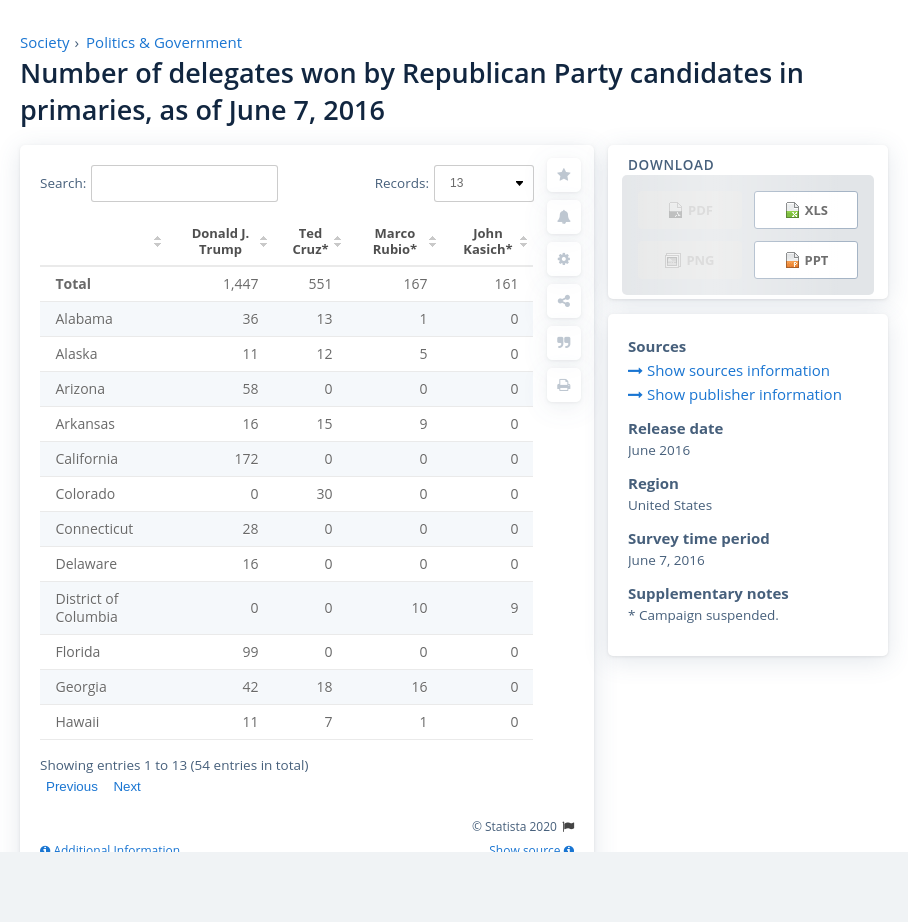 Society › Politics & Government
Number of delegates won by Republican Party candidates in
primaries, as of June 7, 2016
Search:
Records: 13
Donald J. Trump Ted Cruz* Marco Rubio* John Kasich*
Total 1,447 551 167 161
Alabama 36 13 1 0
Alaska 11 12 5 0
Arizona 58 0 0 0
Arkansas 16 15 9 0
California 172 0 0 0
Colorado 0 30 0 0
Connecticut 28 0 0 0
Delaware 16 0 0 0
District of Columbia 0 0 10 9
Florida 99 0 0 0
Georgia 42 18 16 0
Hawaii 11 7 1 0
Showing entries 1 to 13 (54 entries in total)
Previous Next
© Statista 2020
Additional Information Show source
DOWNLOAD
PDF XLS
PNG PPT
Sources
Show sources information
Show publisher information
Release date
June 2016
Region
United States
Survey time period
June 7, 2016
Supplementary notes
* Campaign suspended.